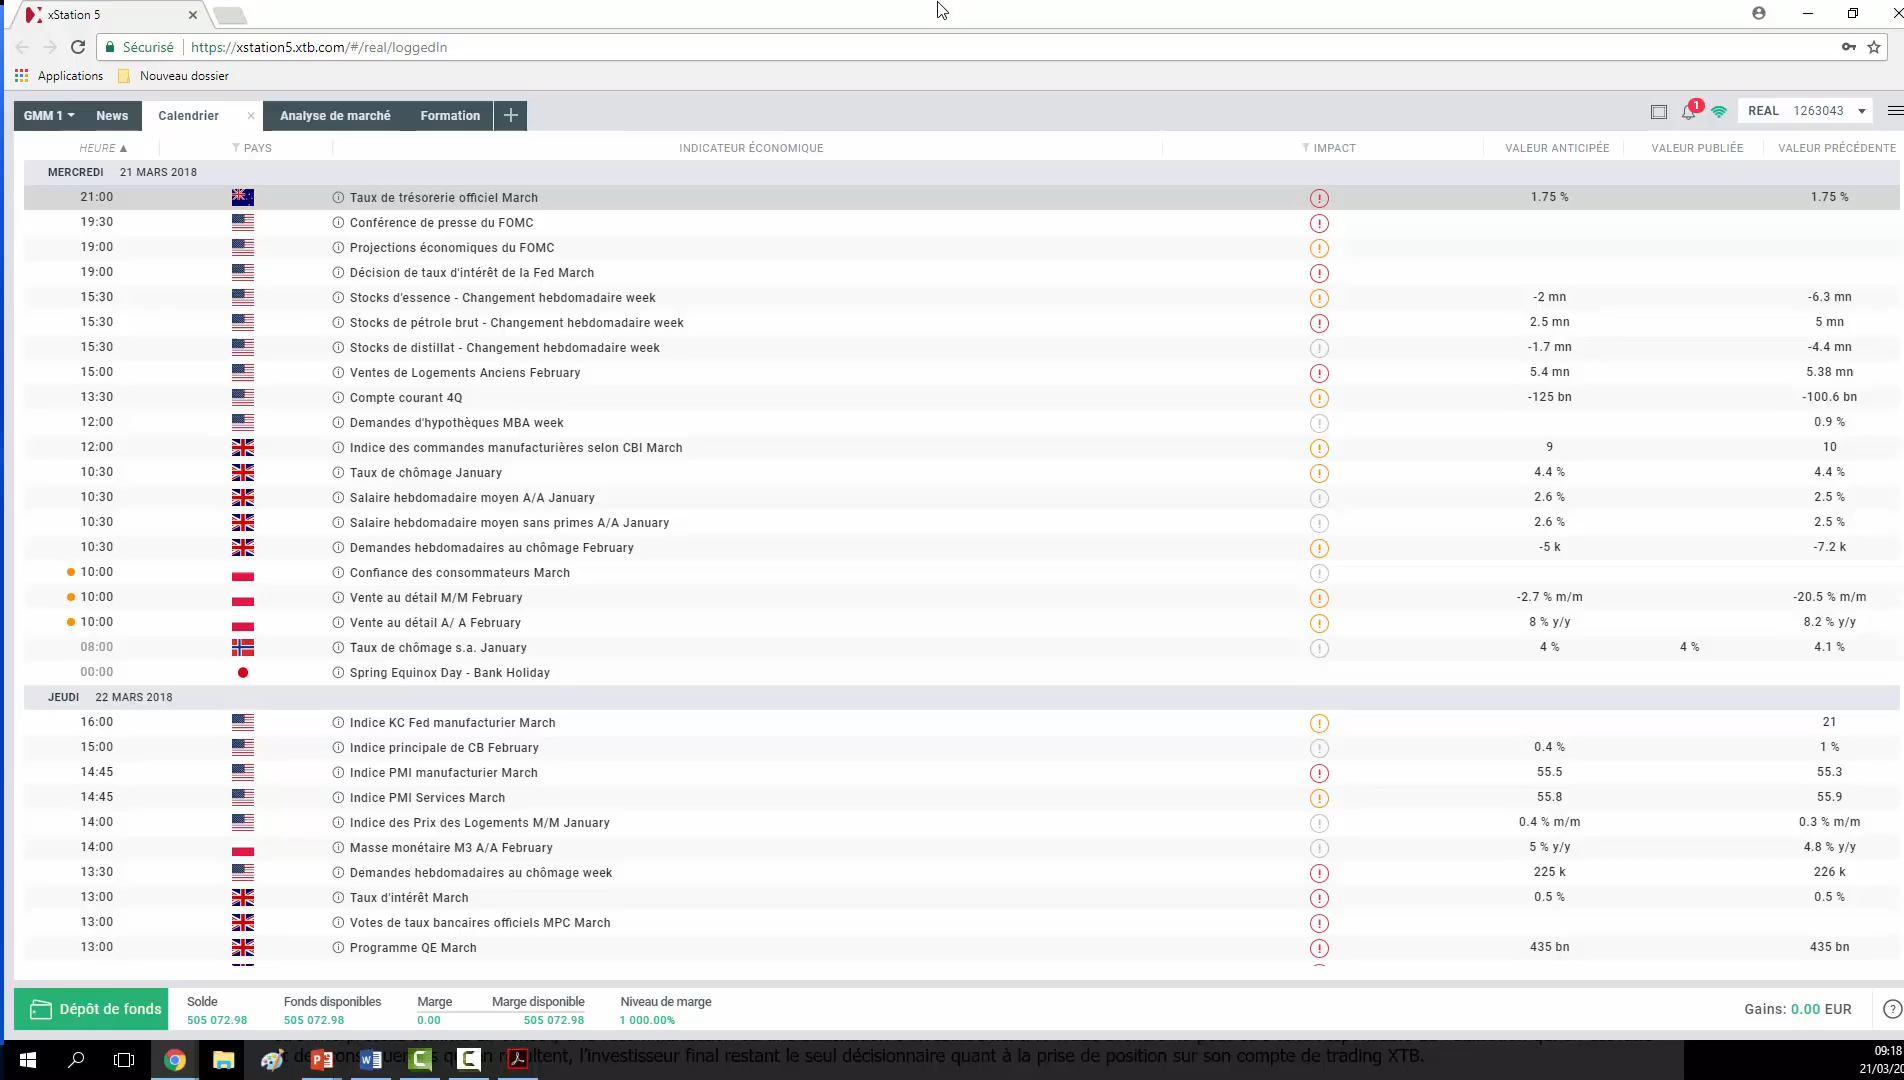 xStation 5
Sécurisé https://xstation5.xtb.com/#/real/loggedIn
Applications Nouveau dossier
GMM 1 News Calendrier Analyse de marché Formation 1 REAL 1263043
HEURE PAYS INDICATEUR ÉCONOMIQUE IMPACT VALEUR ANTICIPÉE VALEUR PUBLIÉE VALEUR PRÉCÉDENTE
MERCREDI 21 MARS 2018
21:00 Taux de trésorerie officiel March 1.75 % 1.75 %
19:30 Conférence de presse du FOMC
19:00 Projections économiques du FOMC
19:00 Décision de taux d'intérêt de la Fed March
15:30 Stocks d'essence - Changement hebdomadaire week -2 mn -6.3 mn
15:30 Stocks de pétrole brut - Changement hebdomadaire week 2.5 mn 5 mn
15:30 Stocks de distillat - Changement hebdomadaire week -1.7 mn -4.4 mn
15:00 Ventes de Logements Anciens February 5.4 mn 5.38 mn
13:30 Compte courant 4Q -125 bn -100.6 bn
12:00 Demandes d'hypothèques MBA week 0.9 %
12:00 Indice des commandes manufacturières selon CBI March 9 10
10:30 Taux de chômage January 4.4 % 4.4 %
10:30 Salaire hebdomadaire moyen A/A January 2.6 % 2.5 %
10:30 Salaire hebdomadaire moyen sans primes A/A January 2.6 % 2.5 %
10:30 Demandes hebdomadaires au chômage February -5 k -7.2 k
10:00 Confiance des consommateurs March
10:00 Vente au détail M/M February -2.7 % m/m -20.5 % m/m
10:00 Vente au détail A/ A February 8 % y/y 8.2 % y/y
08:00 Taux de chômage s.a. January 4 % 4 % 4.1 %
00:00 Spring Equinox Day - Bank Holiday
JEUDI 22 MARS 2018
16:00 Indice KC Fed manufacturier March 21
15:00 Indice principale de CB February 0.4 % 1 %
14:45 Indice PMI manufacturier March 55.5 55.3
14:45 Indice PMI Services March 55.8 55.9
14:00 Indice des Prix des Logements M/M January 0.4 % m/m 0.3 % m/m
14:00 Masse monétaire M3 A/A February 5 % y/y 4.8 % y/y
13:30 Demandes hebdomadaires au chômage week 225 k 226 k
13:00 Taux d'intérêt March 0.5 % 0.5 %
13:00 Votes de taux bancaires officiels MPC March
13:00 Programme QE March 435 bn 435 bn
Dépôt de fonds Solde Fonds disponibles Marge Marge disponible Niveau de marge Gains: 0.00 EUR
505 072.98 505 072.98 0.00 505 072.98 1 000.00%
l'investisseur final restant le seul décisionnaire quant à la prise de position sur son compte de trading XTB.
09:18
21/03/20